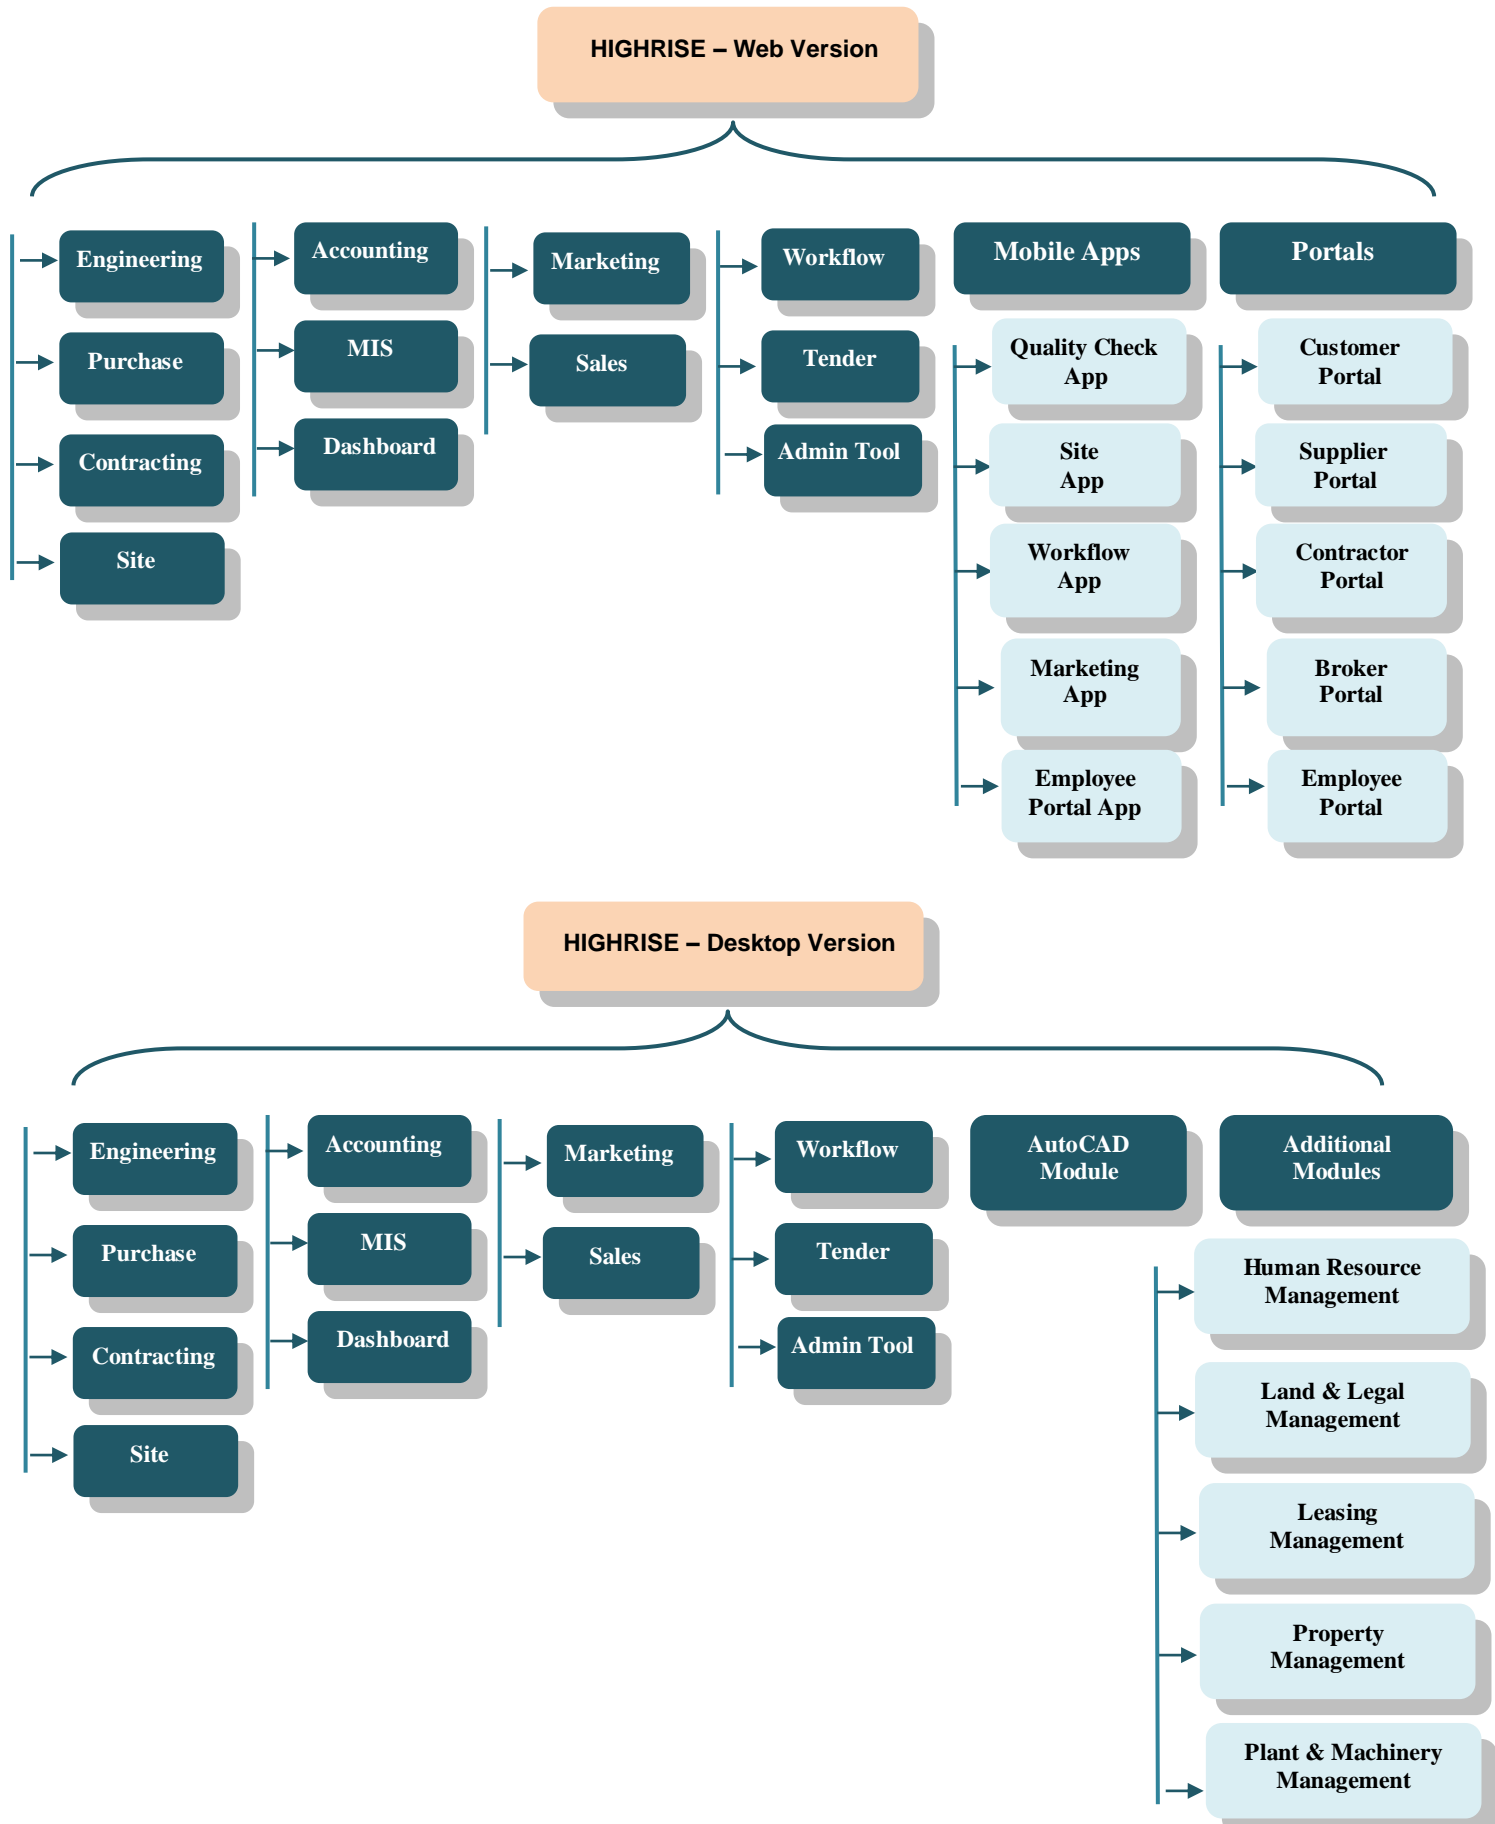 HIGHRISE – Web Version
Engineering
Purchase
Contracting
Site
Accounting
MIS
Dashboard
Marketing
Sales
Workflow
Tender
Admin Tool
Mobile Apps
Quality Check
App
Site
App
Workflow
App
Marketing
App
Employee
Portal App
Portals
Customer
Portal
Supplier
Portal
Contractor
Portal
Broker
Portal
Employee
Portal
HIGHRISE – Desktop Version
Engineering
Purchase
Contracting
Site
Accounting
MIS
Dashboard
Marketing
Sales
Workflow
Tender
Admin Tool
AutoCAD
Module
Additional
Modules
Human Resource
Management
Land & Legal
Management
Leasing
Management
Property
Management
Plant & Machinery
Management